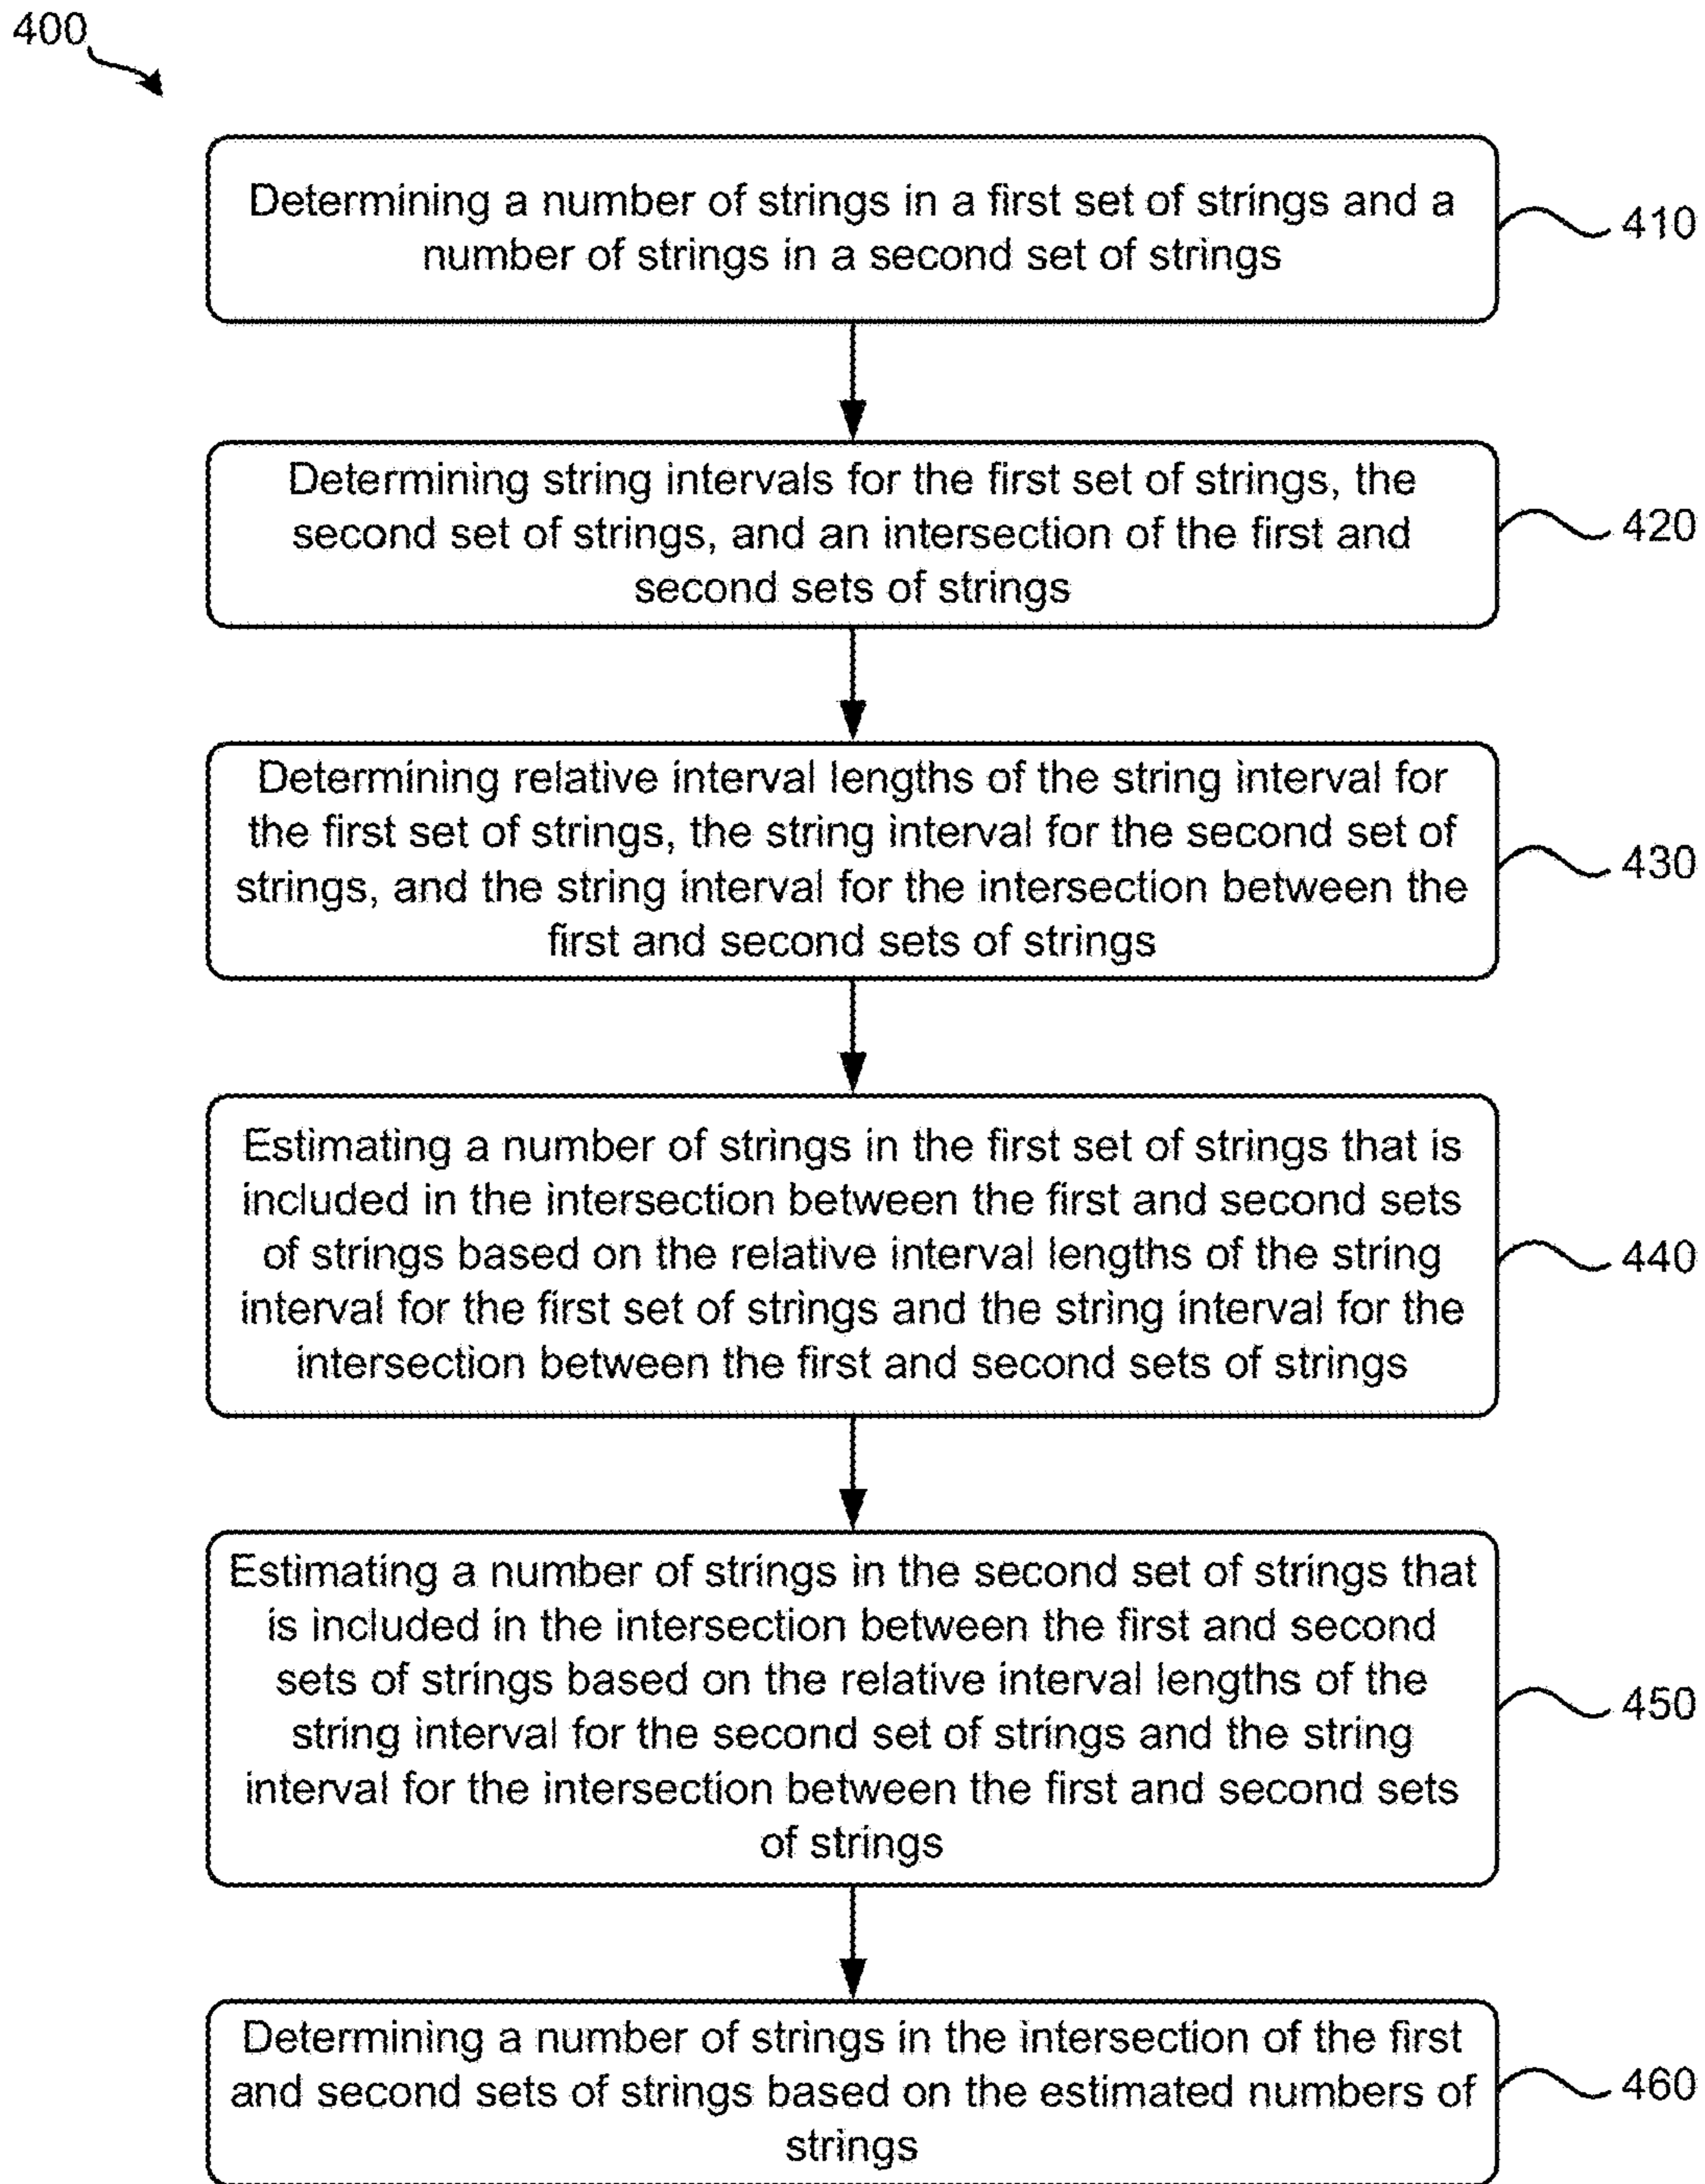 400
Determining a number of strings in a first set of strings and a
number of strings in a second set of strings
410
Determining string intervals for the first set of strings, the
second set of strings, and an intersection of the first and
second sets of strings
420
Determining relative interval lengths of the string interval for
the first set of strings, the string interval for the second set of
strings, and the string interval for the intersection between the
first and second sets of strings
430
Estimating a number of strings in the first set of strings that is
included in the intersection between the first and second sets
of strings based on the relative interval lengths of the string
interval for the first set of strings and the string interval for the
intersection between the first and second sets of strings
440
Estimating a number of strings in the second set of strings that
is included in the intersection between the first and second
sets of strings based on the relative interval lengths of the
string interval for the second set of strings and the string
interval for the intersection between the first and second sets
of strings
450
Determining a number of strings in the intersection of the first
and second sets of strings based on the estimated numbers of
strings
460